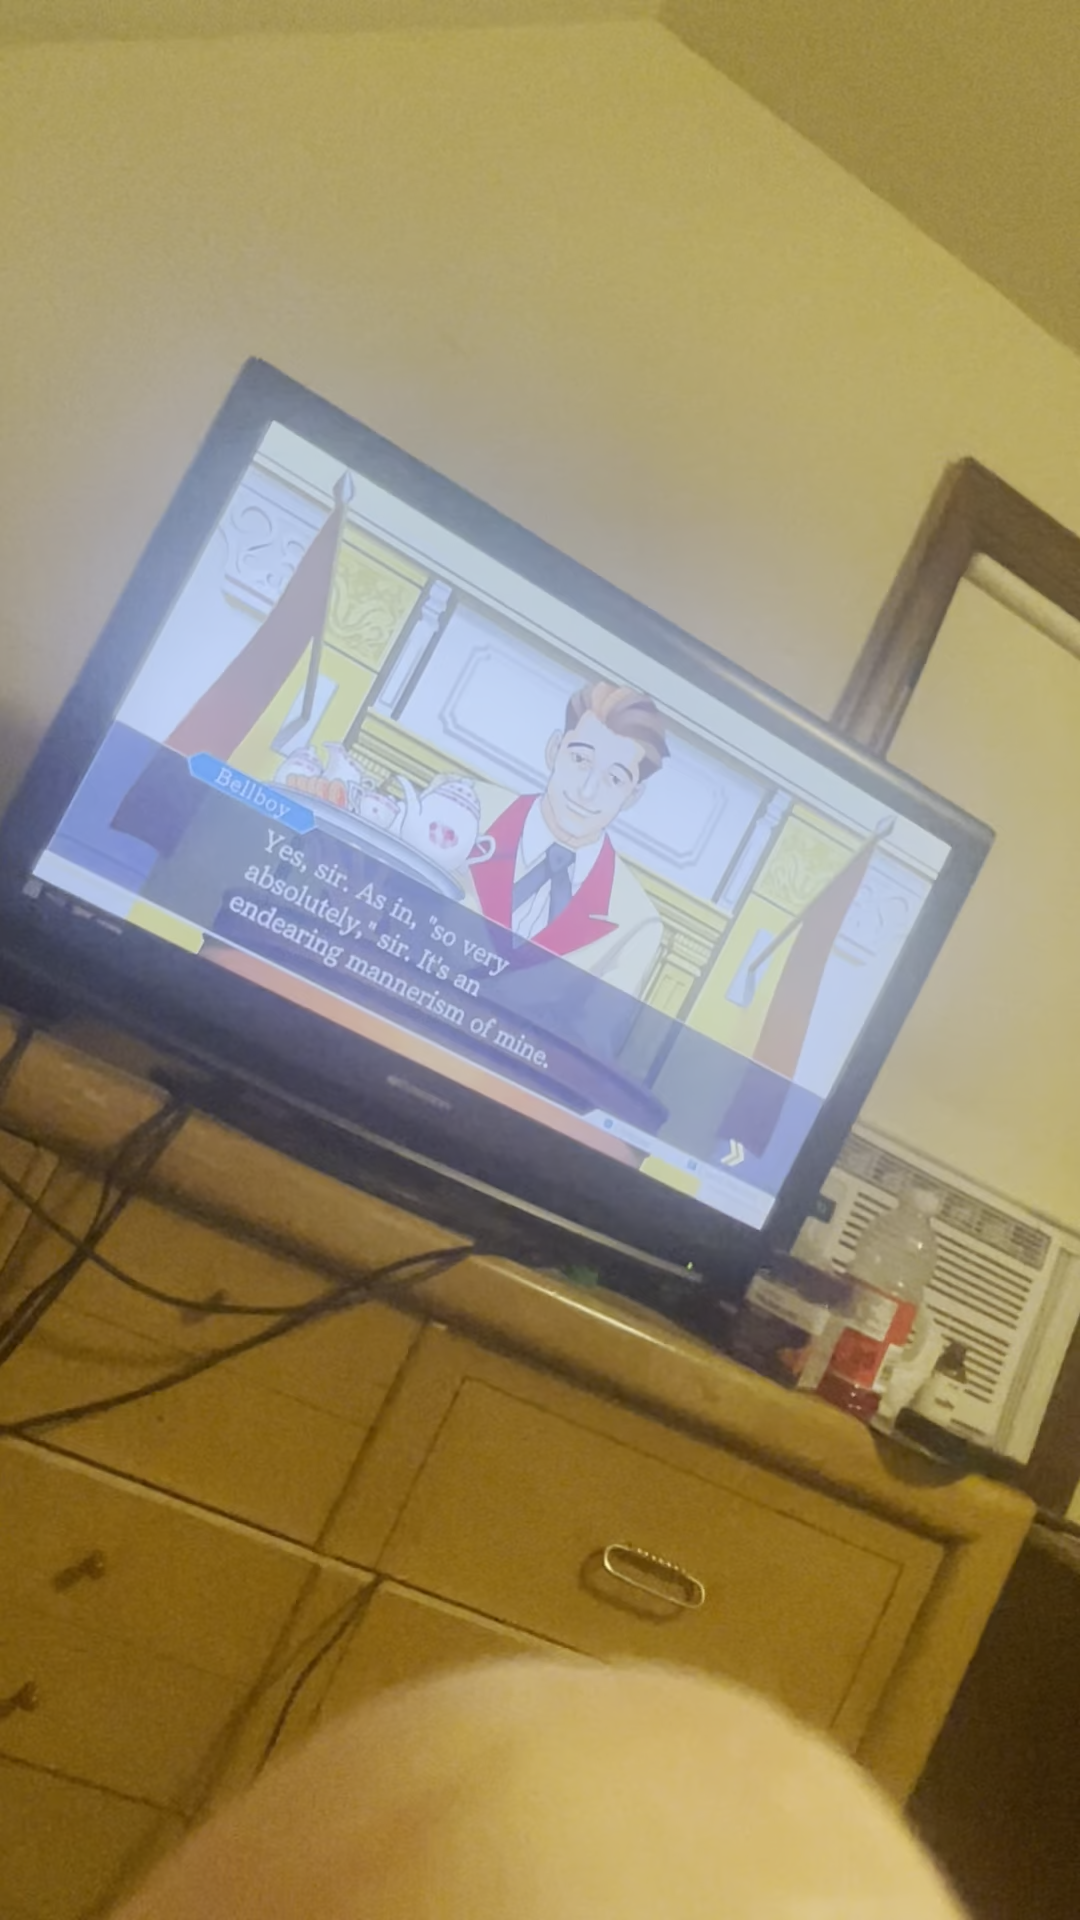 Bellboy
Yes, sir. As in, "so very
absolutely," sir. It's an
endearing mannerism of mine.